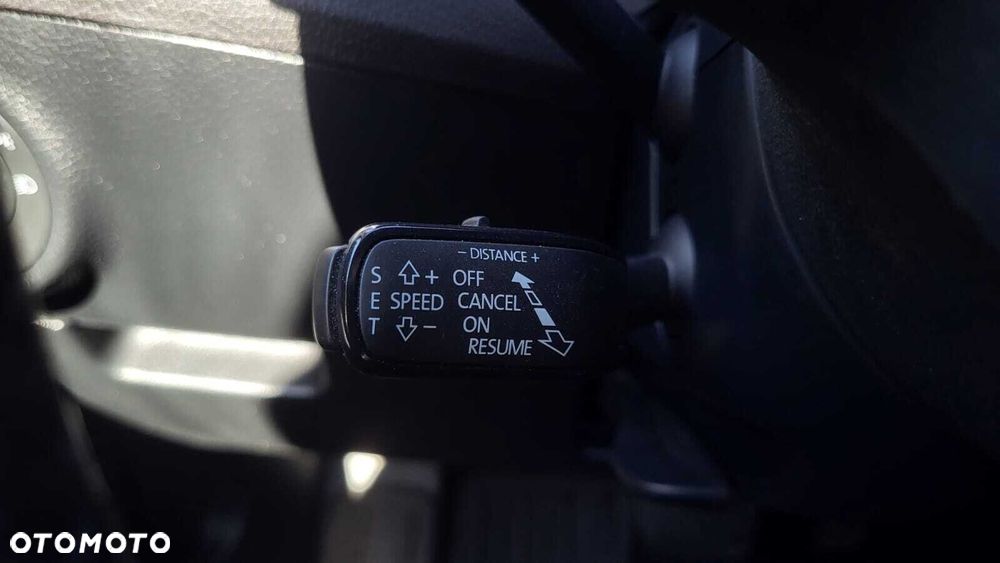 - DISTANCE +
S + OFF
E SPEED CANCEL
T - ON
RESUME
OTOMOTO